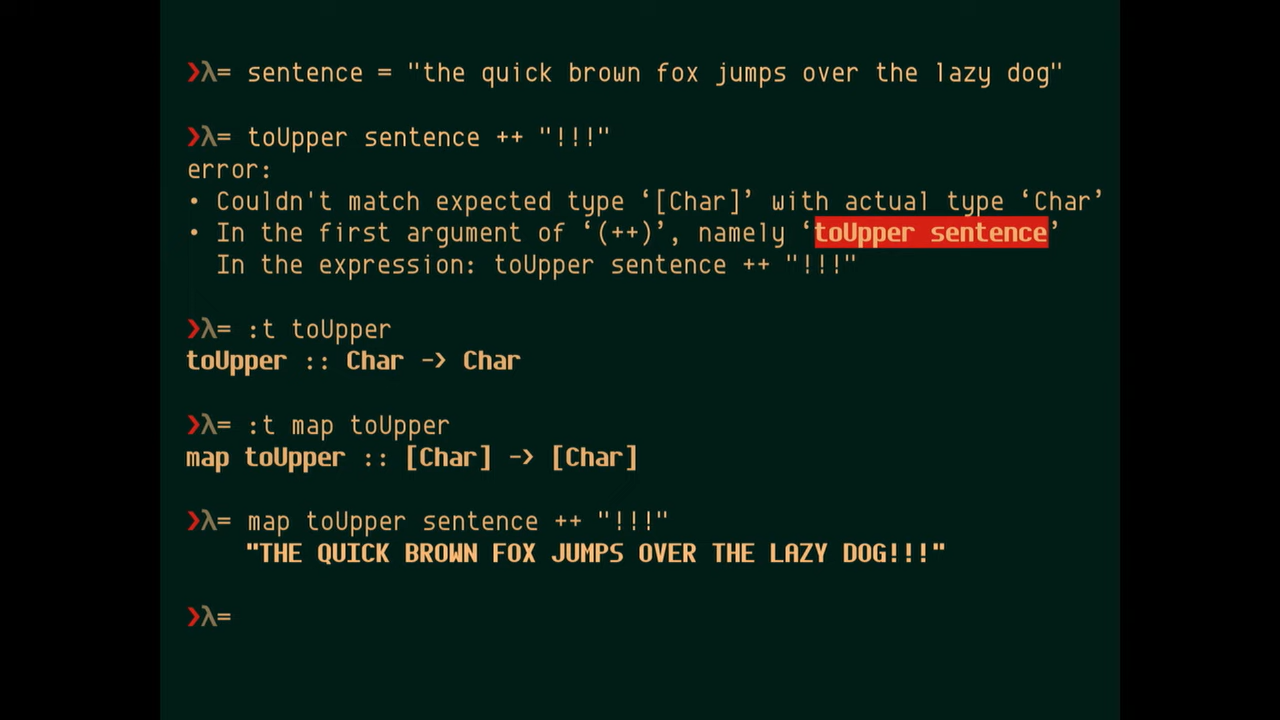 ❯λ= sentence = "the quick brown fox jumps over the lazy dog"
❯λ= toUpper sentence ++ "!!!"
error:
• Couldn't match expected type ‘[Char]’ with actual type ‘Char’
• In the first argument of ‘(++)’, namely ‘toUpper sentence’
In the expression: toUpper sentence ++ "!!!"
❯λ= :t toUpper
toUpper :: Char -> Char
❯λ= :t map toUpper
map toUpper :: [Char] -> [Char]
❯λ= map toUpper sentence ++ "!!!"
"THE QUICK BROWN FOX JUMPS OVER THE LAZY DOG!!!"
❯λ=